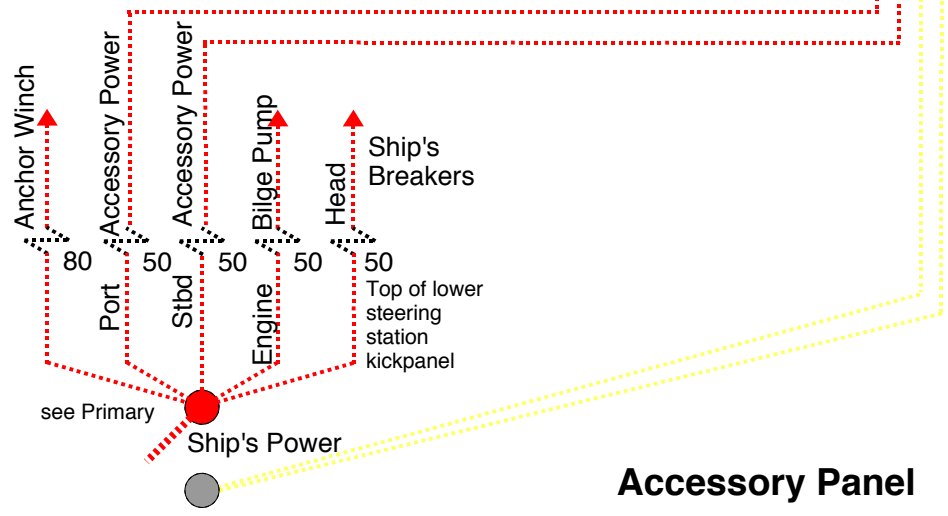 Anchor Winch
Accessory Power
Accessory Power
Bilge Pump
Head
Ship's
Breakers
80
50
50
50
50
Port
Stbd
Engine
Top of lower
steering
station
kickpanel
see Primary
Ship's Power
Accessory Panel